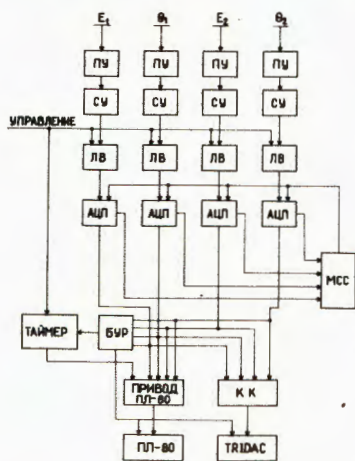 E₁ θ₁ E₂ θ₂
ПУ ПУ ПУ ПУ
СУ СУ СУ СУ
УПРАВЛЕНИЕ
ЛВ ЛВ ЛВ ЛВ
АЦП АЦП АЦП АЦП
МСС
ТАЙМЕР БУР
ПРИВОД
ПЛ-80
КК
ПЛ-80 TRIDAC